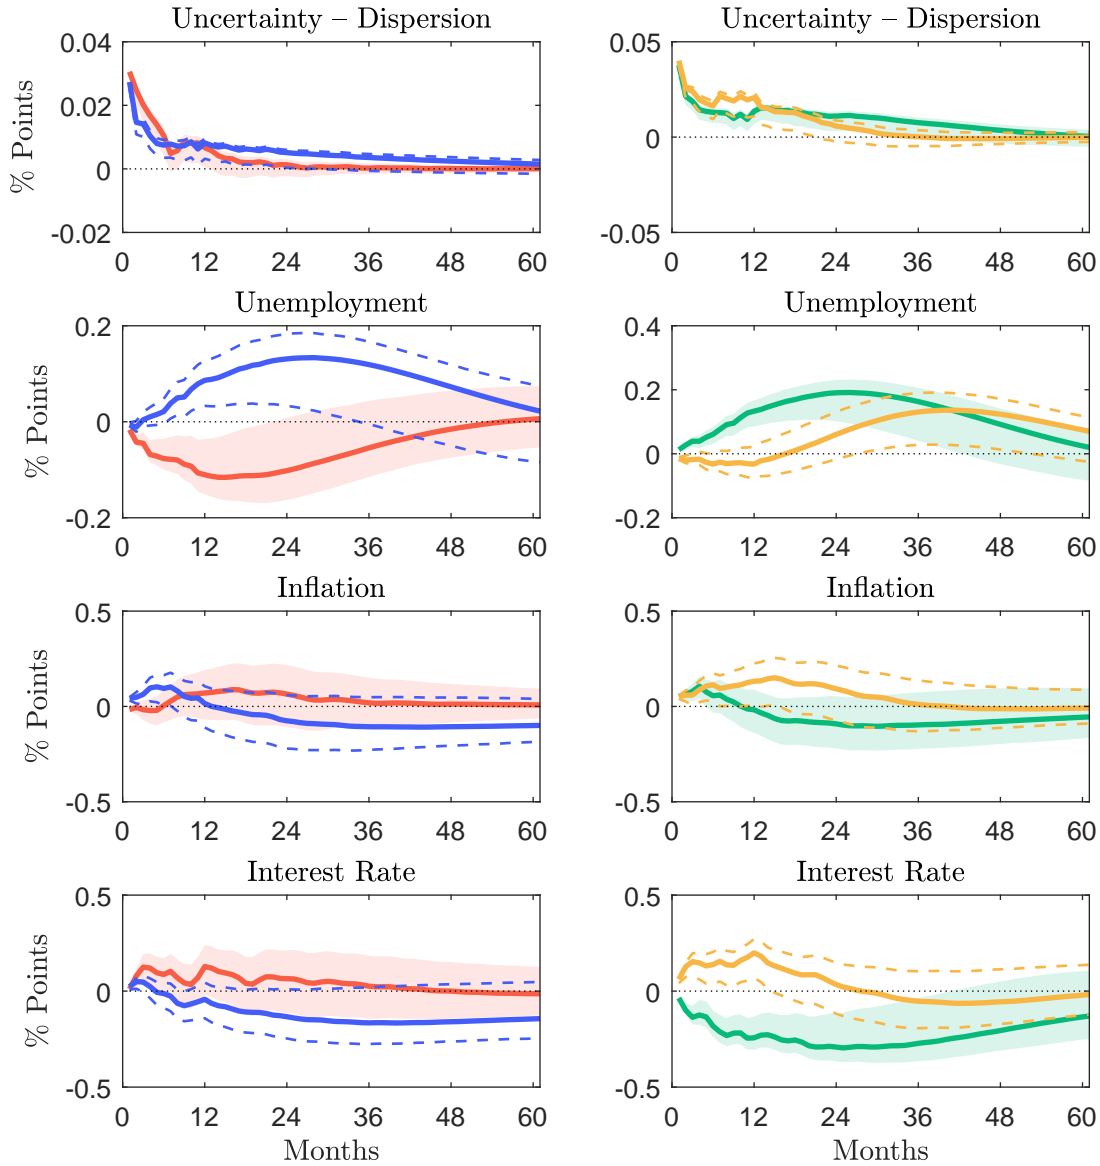 Uncertainty – Dispersion
Uncertainty – Dispersion
% Points
0.04
0.02
0
-0.02
0 12 24 36 48 60
0.05
0
-0.05
0 12 24 36 48 60
Unemployment
Unemployment
% Points
0.2
0
-0.2
0 12 24 36 48 60
0.4
0.2
0
-0.2
0 12 24 36 48 60
Inflation
Inflation
% Points
0.5
0
-0.5
0 12 24 36 48 60
0.5
0
-0.5
0 12 24 36 48 60
Interest Rate
Interest Rate
% Points
0.5
0
-0.5
0 12 24 36 48 60
Months
0.5
0
-0.5
0 12 24 36 48 60
Months